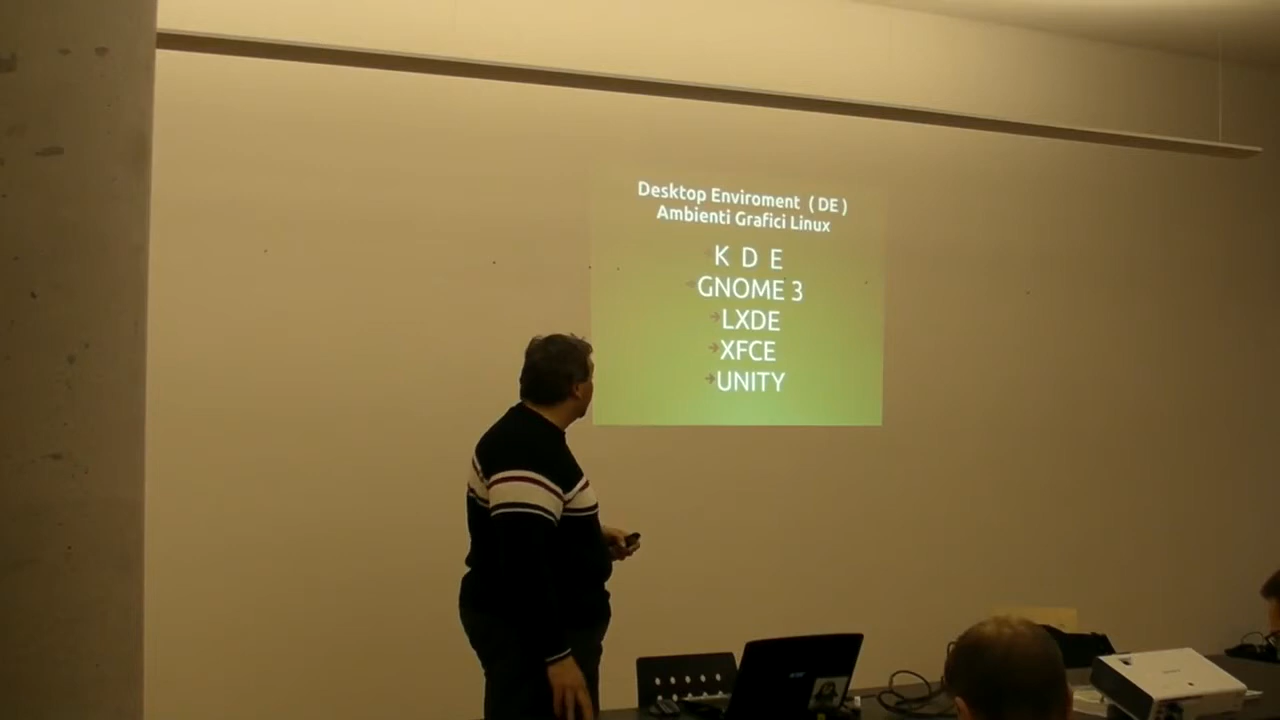 Desktop Enviroment ( DE )
Ambienti Grafici Linux
K D E
GNOME 3
LXDE
XFCE
UNITY